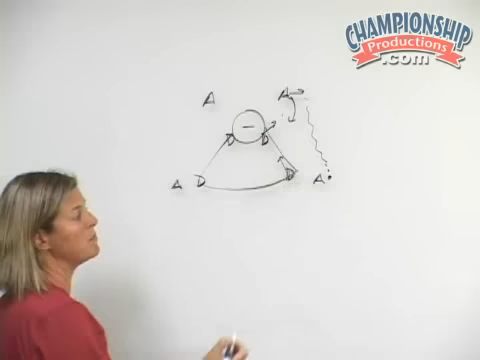 CHAMPIONSHIP
Productions
.com
A A
D D
A D D A